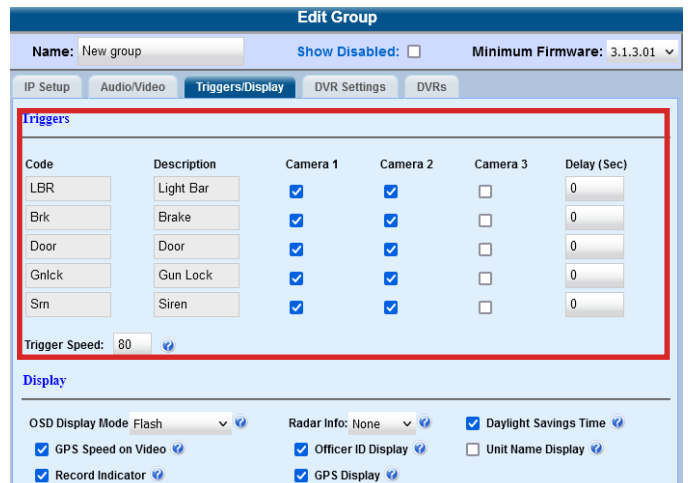 Edit Group
Name: New group Show Disabled: Minimum Firmware: 3.1.3.01
IP Setup Audio/Video Triggers/Display DVR Settings DVRs
Triggers
Code Description Camera 1 Camera 2 Camera 3 Delay (Sec)
LBR Light Bar 0
Brk Brake 0
Door Door 0
Gnlck Gun Lock 0
Srn Siren 0
Trigger Speed: 80 ?
Display
OSD Display Mode Flash ? Radar Info: None ? Daylight Savings Time ?
GPS Speed on Video ? Officer ID Display ? Unit Name Display ?
Record Indicator ? GPS Display ?